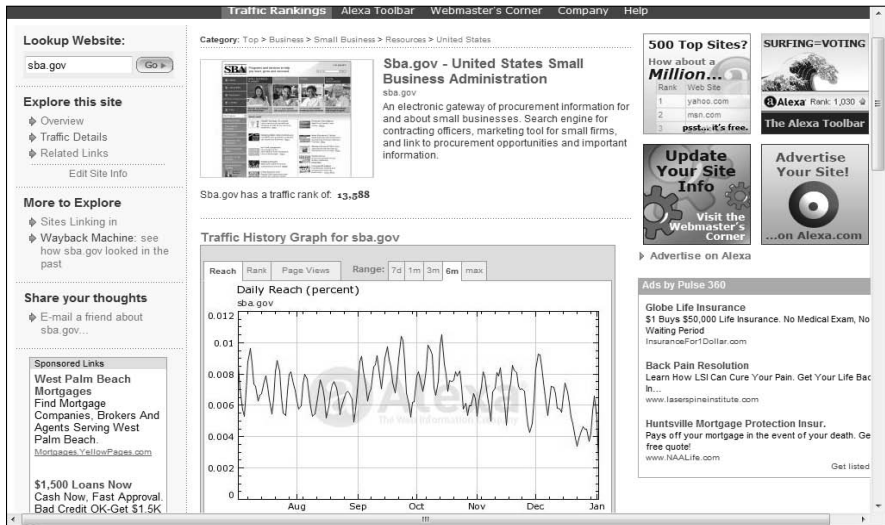 Traffic Rankings Alexa Toolbar Webmaster's Corner Company Help
Lookup Website:
sba.gov Go
Explore this site
Overview
Traffic Details
Related Links
Edit Site Info
More to Explore
Sites Linking in
Wayback Machine: see
how sba.gov looked in the
past
Share your thoughts
E-mail a friend about
sba.gov...
Sponsored Links
West Palm Beach
Mortgages
Find Mortgage
Companies, Brokers And
Agents Serving West
Palm Beach.
Mortgages.YellowPages.com
$1,500 Loans Now
Cash Now, Fast Approval.
Bad Credit OK-Get $1.5K
Category: Top > Business > Small Business > Resources > United States
SBA
Sba.gov - United States Small
Business Administration
sba.gov
An electronic gateway of procurement information for
and about small businesses. Search engine for
contracting officers, marketing tool for small firms,
and link to procurement opportunities and important
information.
Sba.gov has a traffic rank of: 13,588
Traffic History Graph for sba.gov
Reach Rank Page Views Range: 7d 1m 3m 6m max
Daily Reach (percent)
sba.gov
0.012
0.01
0.008
0.006
0.004
0.002
0
Aug Sep Oct Nov Dec Jan
Alexa
The Web Information Company
500 Top Sites?
How about a
Million...
Rank Web Site
1 yahoo.com
2 msn.com
3 psst... it's free.
SURFING=VOTING
Alexa Rank: 1,030
The Alexa Toolbar
Update
Your Site
Info
Visit the
Webmaster's
Corner
Advertise
Your Site!
...on Alexa.com
Advertise on Alexa
Ads by Pulse 360
Globe Life Insurance
$1 Buys $50,000 Life Insurance. No Medical Exam, No
Waiting Period
InsuranceFor1Dollar.com
Back Pain Resolution
Learn How LSI Can Cure Your Pain. Get Your Life Bac
In...
www.laserspineinstitute.com
Huntsville Mortgage Protection Insur.
Pays off your mortgage in the event of your death. Ge
free quote!
www.NAALife.com
Get listed